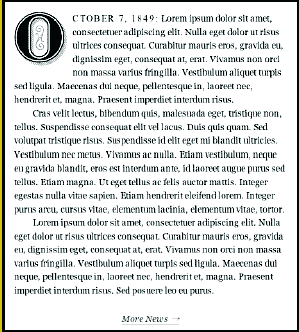 OCTOBER 7, 1849: Lorem ipsum dolor sit amet,
consectetuer adipiscing elit. Nulla eget dolor ut risus
ultrices consequat. Curabitur mauris eros, gravida eu,
dignissim eget, consequat at, erat. Vivamus non orci
non massa varius fringilla. Vestibulum aliquet turpis
sed ligula. Maecenas dui neque, pellentesque in, laoreet nec,
hendrerit et, magna. Praesent imperdiet interdum risus.
Cras velit lectus, bibendum quis, malesuada eget, tristique non,
tellus. Suspendisse consequat elit vel lacus. Duis quis quam. Sed
volutpat tristique risus. Suspendisse id elit eget mi blandit ultricies.
Vestibulum nec metus. Vivamus ac nulla. Etiam vestibulum, neque
eu gravida blandit, eros est interdum ante, id laoreet augue purus sed
tellus. Etiam magna. Ut eget tellus ac felis auctor mattis. Integer
egestas nulla vitae sapien. Etiam hendrerit eleifend lorem. Integer
purus arcu, cursus vitae, elementum lacinia, elementum vitae, tortor.
Lorem ipsum dolor sit amet, consectetuer adipiscing elit. Nulla
eget dolor ut risus ultrices consequat. Curabitur mauris eros, gravida
eu, dignissim eget, consequat at, erat. Vivamus non orci non massa
varius fringilla. Vestibulum aliquet turpis sed ligula. Maecenas dui
neque, pellentesque in, laoreet nec, hendrerit et, magna. Praesent
imperdiet interdum risus. Sed posuere leo eu purus.
More News →